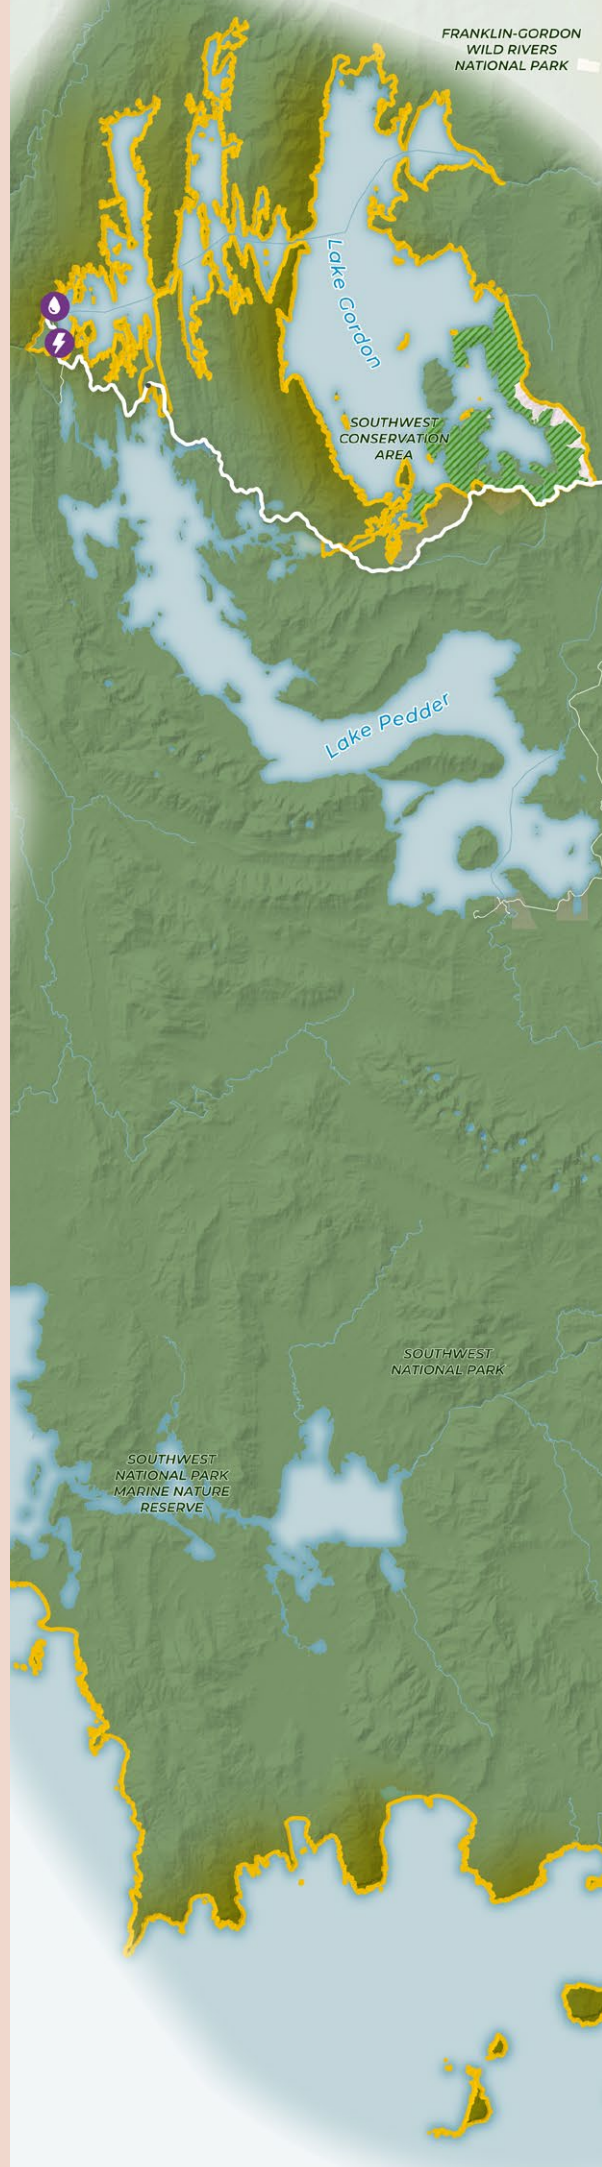 FRANKLIN-GORDON
WILD RIVERS
NATIONAL PARK
Lake Gordon
SOUTHWEST
CONSERVATION
AREA
Lake Pedder
SOUTHWEST
NATIONAL PARK
SOUTHWEST
NATIONAL PARK
MARINE NATURE
RESERVE